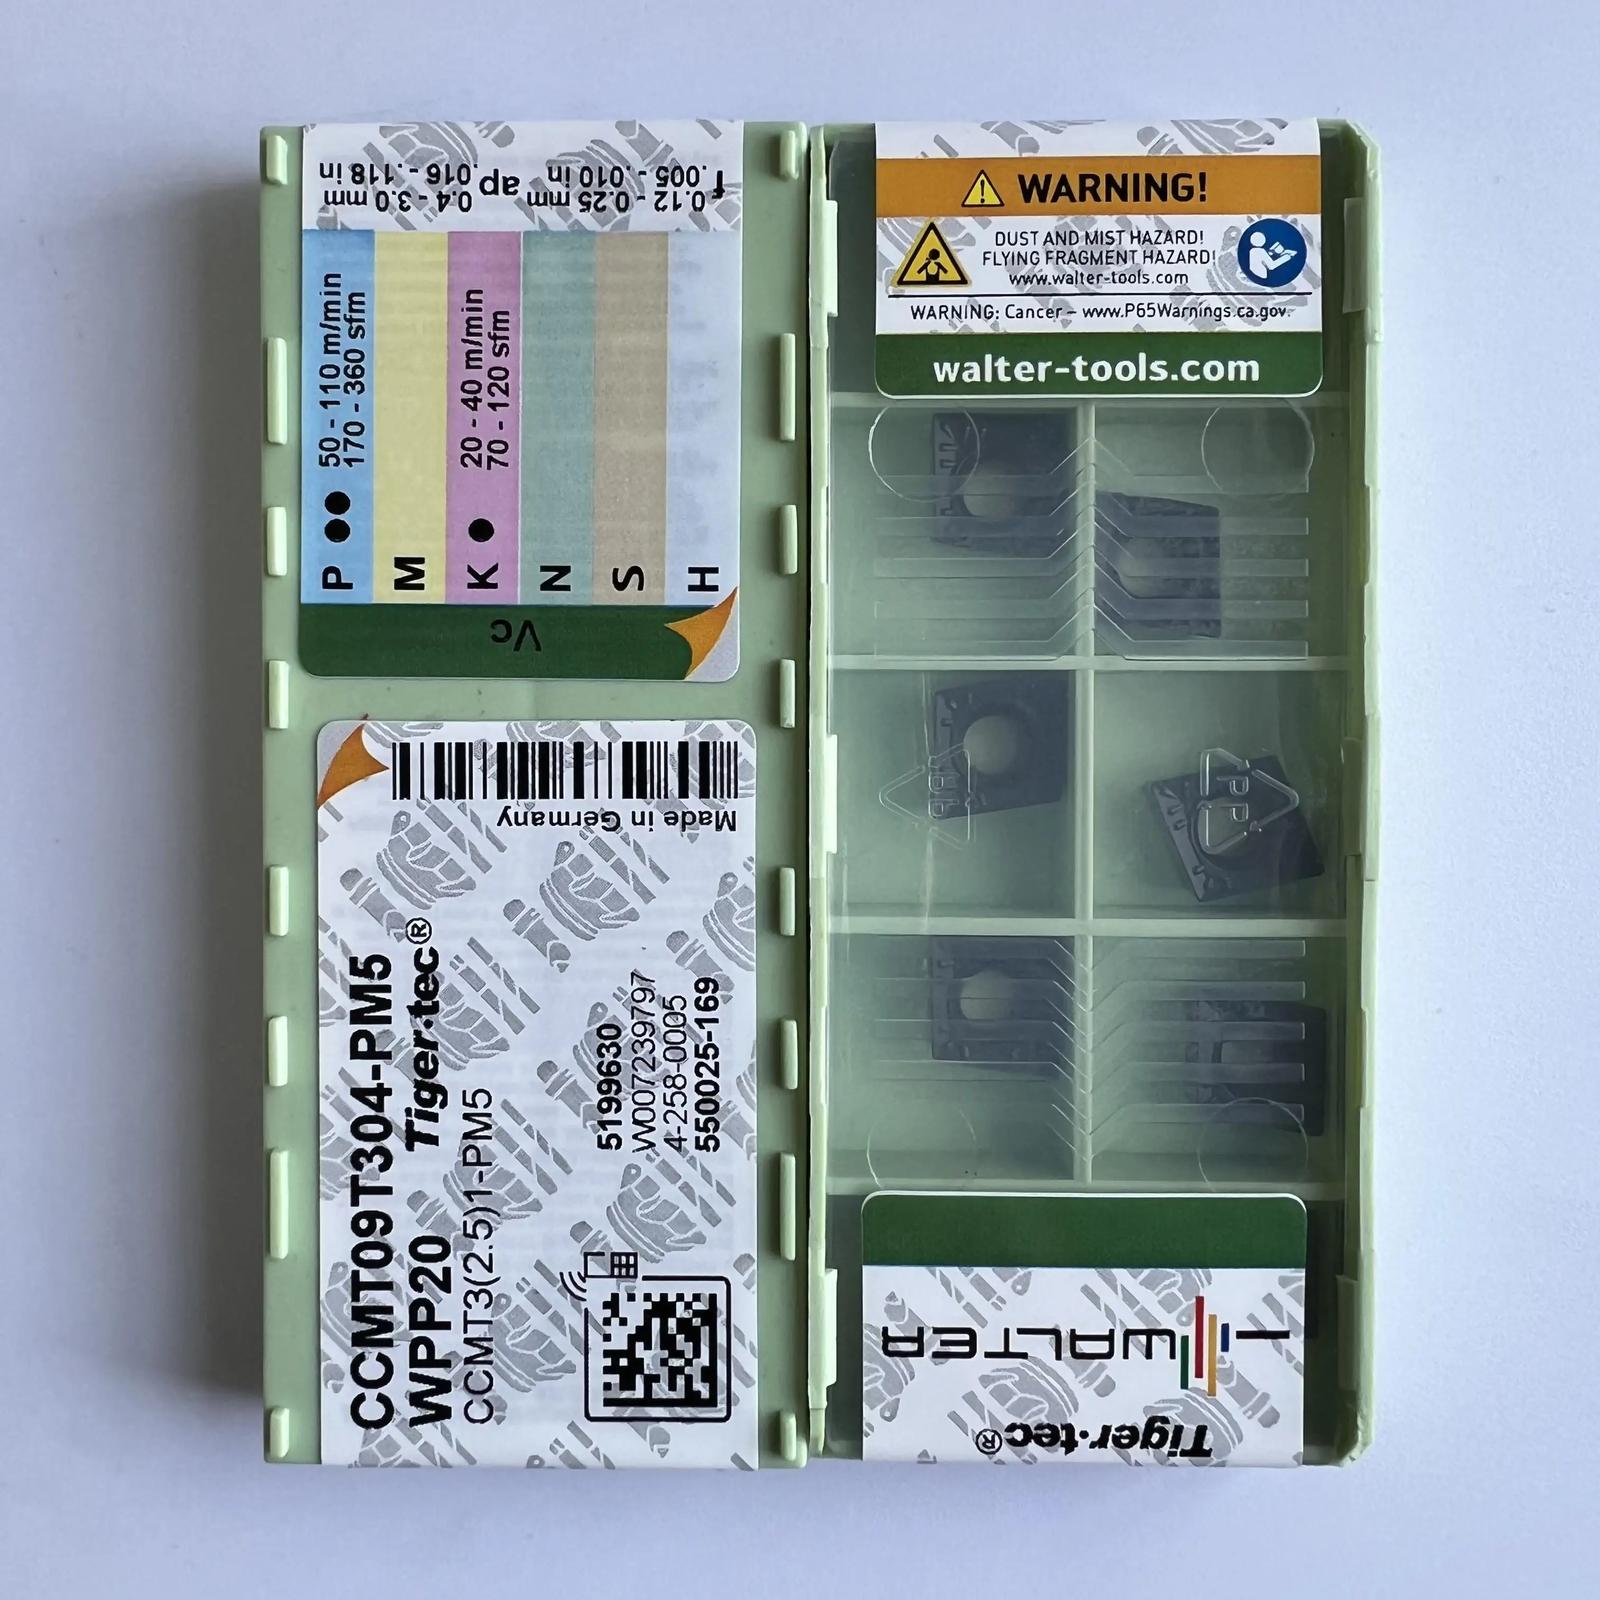 0.12 - 0.25 mm
f .005 - .010 in
0.4 - 3.0 mm
ap .016 - .118 in
P ●● 50 - 110 m/min
170 - 360 sfm
M
K ● 20 - 40 m/min
70 - 120 sfm
N
S
H
Vc
Made in Germany
CCMT09T304-PM5
WPP20 Tiger·tec®
CCMT3(2.5)1-PM5
5199630
W007239797
4-258-0005
550025-169
WARNING!
DUST AND MIST HAZARD!
FLYING FRAGMENT HAZARD!
www.walter-tools.com
WARNING: Cancer – www.P65Warnings.ca.gov.
walter-tools.com
PP
PP
WALTER
Tiger·tec®